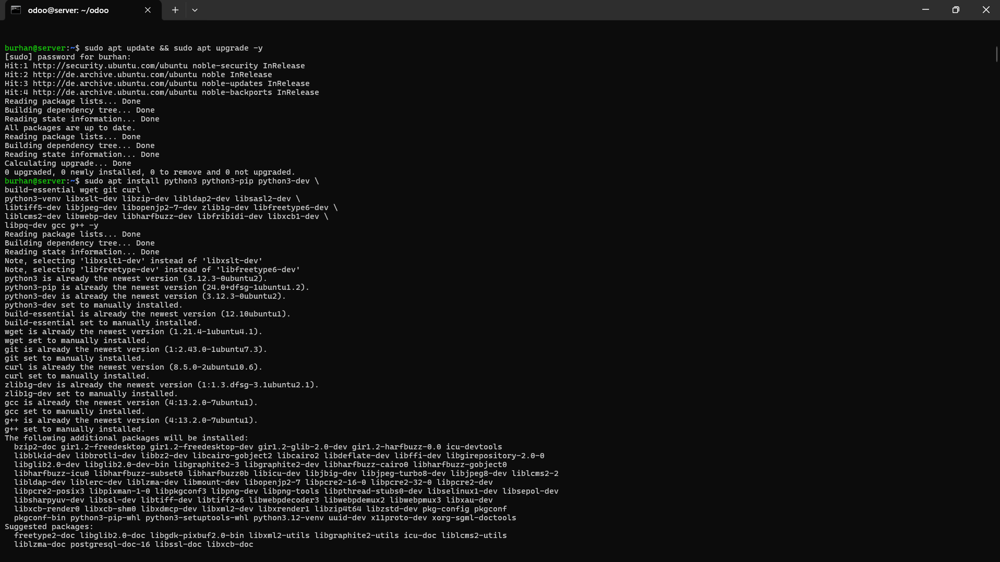 odoo@server: ~/odoo
burhan@server:~$ sudo apt update && sudo apt upgrade -y
[sudo] password for burhan:
Hit:1 http://security.ubuntu.com/ubuntu noble-security InRelease
Hit:2 http://de.archive.ubuntu.com/ubuntu noble InRelease
Hit:3 http://de.archive.ubuntu.com/ubuntu noble-updates InRelease
Hit:4 http://de.archive.ubuntu.com/ubuntu noble-backports InRelease
Reading package lists... Done
Building dependency tree... Done
Reading state information... Done
All packages are up to date.
Reading package lists... Done
Building dependency tree... Done
Reading state information... Done
Calculating upgrade... Done
0 upgraded, 0 newly installed, 0 to remove and 0 not upgraded.
burhan@server:~$ sudo apt install python3 python3-pip python3-dev \
build-essential wget git curl \
python3-venv libxslt-dev libzip-dev libldap2-dev libsasl2-dev \
libtiff5-dev libjpeg-dev libopenjp2-7-dev zlib1g-dev libfreetype6-dev \
liblcms2-dev libwebp-dev libharfbuzz-dev libfribidi-dev libxcb1-dev \
libpq-dev gcc g++ -y
Reading package lists... Done
Building dependency tree... Done
Reading state information... Done
Note, selecting 'libxslt1-dev' instead of 'libxslt-dev'
Note, selecting 'libfreetype-dev' instead of 'libfreetype6-dev'
python3 is already the newest version (3.12.3-0ubuntu2).
python3-pip is already the newest version (24.0+dfsg-1ubuntu1.2).
python3-dev is already the newest version (3.12.3-0ubuntu2).
python3-dev set to manually installed.
build-essential is already the newest version (12.10ubuntu1).
build-essential set to manually installed.
wget is already the newest version (1.21.4-1ubuntu4.1).
wget set to manually installed.
git is already the newest version (1:2.43.0-1ubuntu7.3).
git set to manually installed.
curl is already the newest version (8.5.0-2ubuntu10.6).
curl set to manually installed.
zlib1g-dev is already the newest version (1:1.3.dfsg-3.1ubuntu2.1).
zlib1g-dev set to manually installed.
gcc is already the newest version (4:13.2.0-7ubuntu1).
gcc set to manually installed.
g++ is already the newest version (4:13.2.0-7ubuntu1).
g++ set to manually installed.
The following additional packages will be installed:
  bzip2-doc gir1.2-freedesktop gir1.2-freedesktop-dev gir1.2-glib-2.0-dev gir1.2-harfbuzz-0.0 icu-devtools
  libblkid-dev libbrotli-dev libbz2-dev libcairo-gobject2 libcairo2 libdeflate-dev libffi-dev libgirepository-2.0-0
  libglib2.0-dev libglib2.0-dev-bin libgraphite2-3 libgraphite2-dev libharfbuzz-cairo0 libharfbuzz-gobject0
  libharfbuzz-icu0 libharfbuzz-subset0 libharfbuzz0b libicu-dev libjbig-dev libjpeg-turbo8-dev libjpeg8-dev liblcms2-2
  libldap-dev liblerc-dev liblzma-dev libmount-dev libopenjp2-7 libpcre2-16-0 libpcre2-32-0 libpcre2-dev
  libpcre2-posix3 libpixman-1-0 libpkgconf3 libpng-dev libpng-tools libpthread-stubs0-dev libselinux1-dev libsepol-dev
  libsharpyuv-dev libssl-dev libtiff-dev libtiffxx6 libwebpdecoder3 libwebpdemux2 libwebpmux3 libxau-dev
  libxcb-render0 libxcb-shm0 libxdmcp-dev libxml2-dev libxrender1 libzip4t64 libzstd-dev pkg-config pkgconf
  pkgconf-bin python3-pip-whl python3-setuptools-whl python3.12-venv uuid-dev x11proto-dev xorg-sgml-doctools
Suggested packages:
  freetype2-doc libglib2.0-doc libgdk-pixbuf2.0-bin libxml2-utils libgraphite2-utils icu-doc liblcms2-utils
  liblzma-doc postgresql-doc-16 libssl-doc libxcb-doc